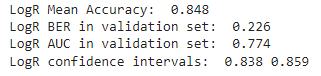 LogR Mean Accuracy:  0.848
LogR BER in validation set:  0.226
LogR AUC in validation set:  0.774
LogR confidence intervals:  0.838 0.859